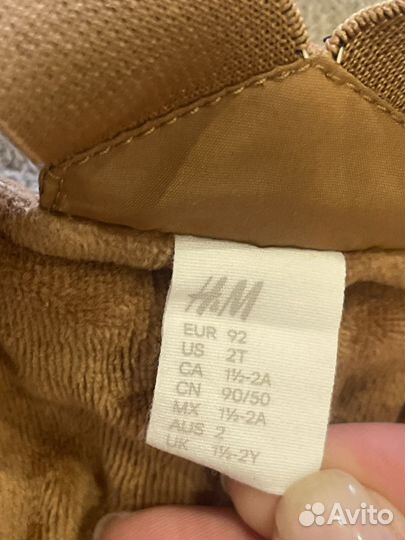 H&M
EUR 92
US 2T
CA 1½-2A
CN 90/50
MX 1½-2A
AUS 2
UK 1½-2Y
Avito